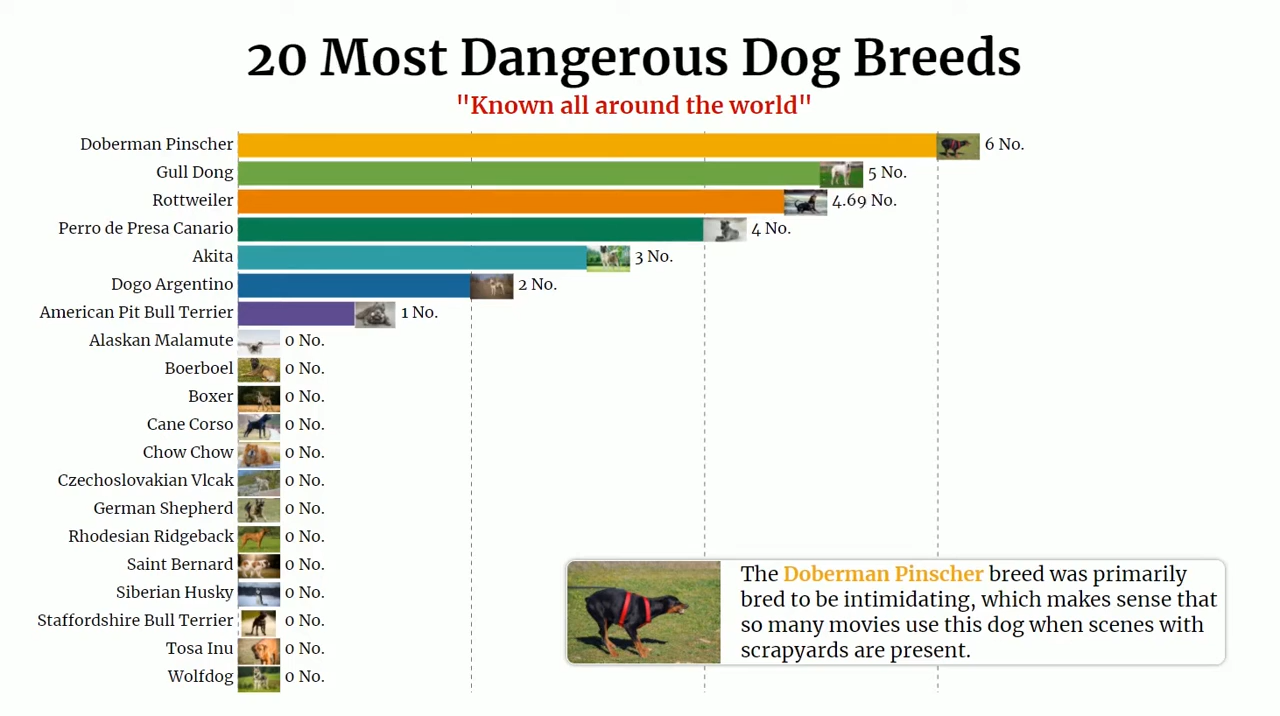 20 Most Dangerous Dog Breeds
"Known all around the world"
Doberman Pinscher 6 No.
Gull Dong 5 No.
Rottweiler 4.69 No.
Perro de Presa Canario 4 No.
Akita 3 No.
Dogo Argentino 2 No.
American Pit Bull Terrier 1 No.
Alaskan Malamute 0 No.
Boerboel 0 No.
Boxer 0 No.
Cane Corso 0 No.
Chow Chow 0 No.
Czechoslovakian Vlcak 0 No.
German Shepherd 0 No.
Rhodesian Ridgeback 0 No.
Saint Bernard 0 No.
Siberian Husky 0 No.
Staffordshire Bull Terrier 0 No.
Tosa Inu 0 No.
Wolfdog 0 No.
The Doberman Pinscher breed was primarily
bred to be intimidating, which makes sense that
so many movies use this dog when scenes with
scrapyards are present.